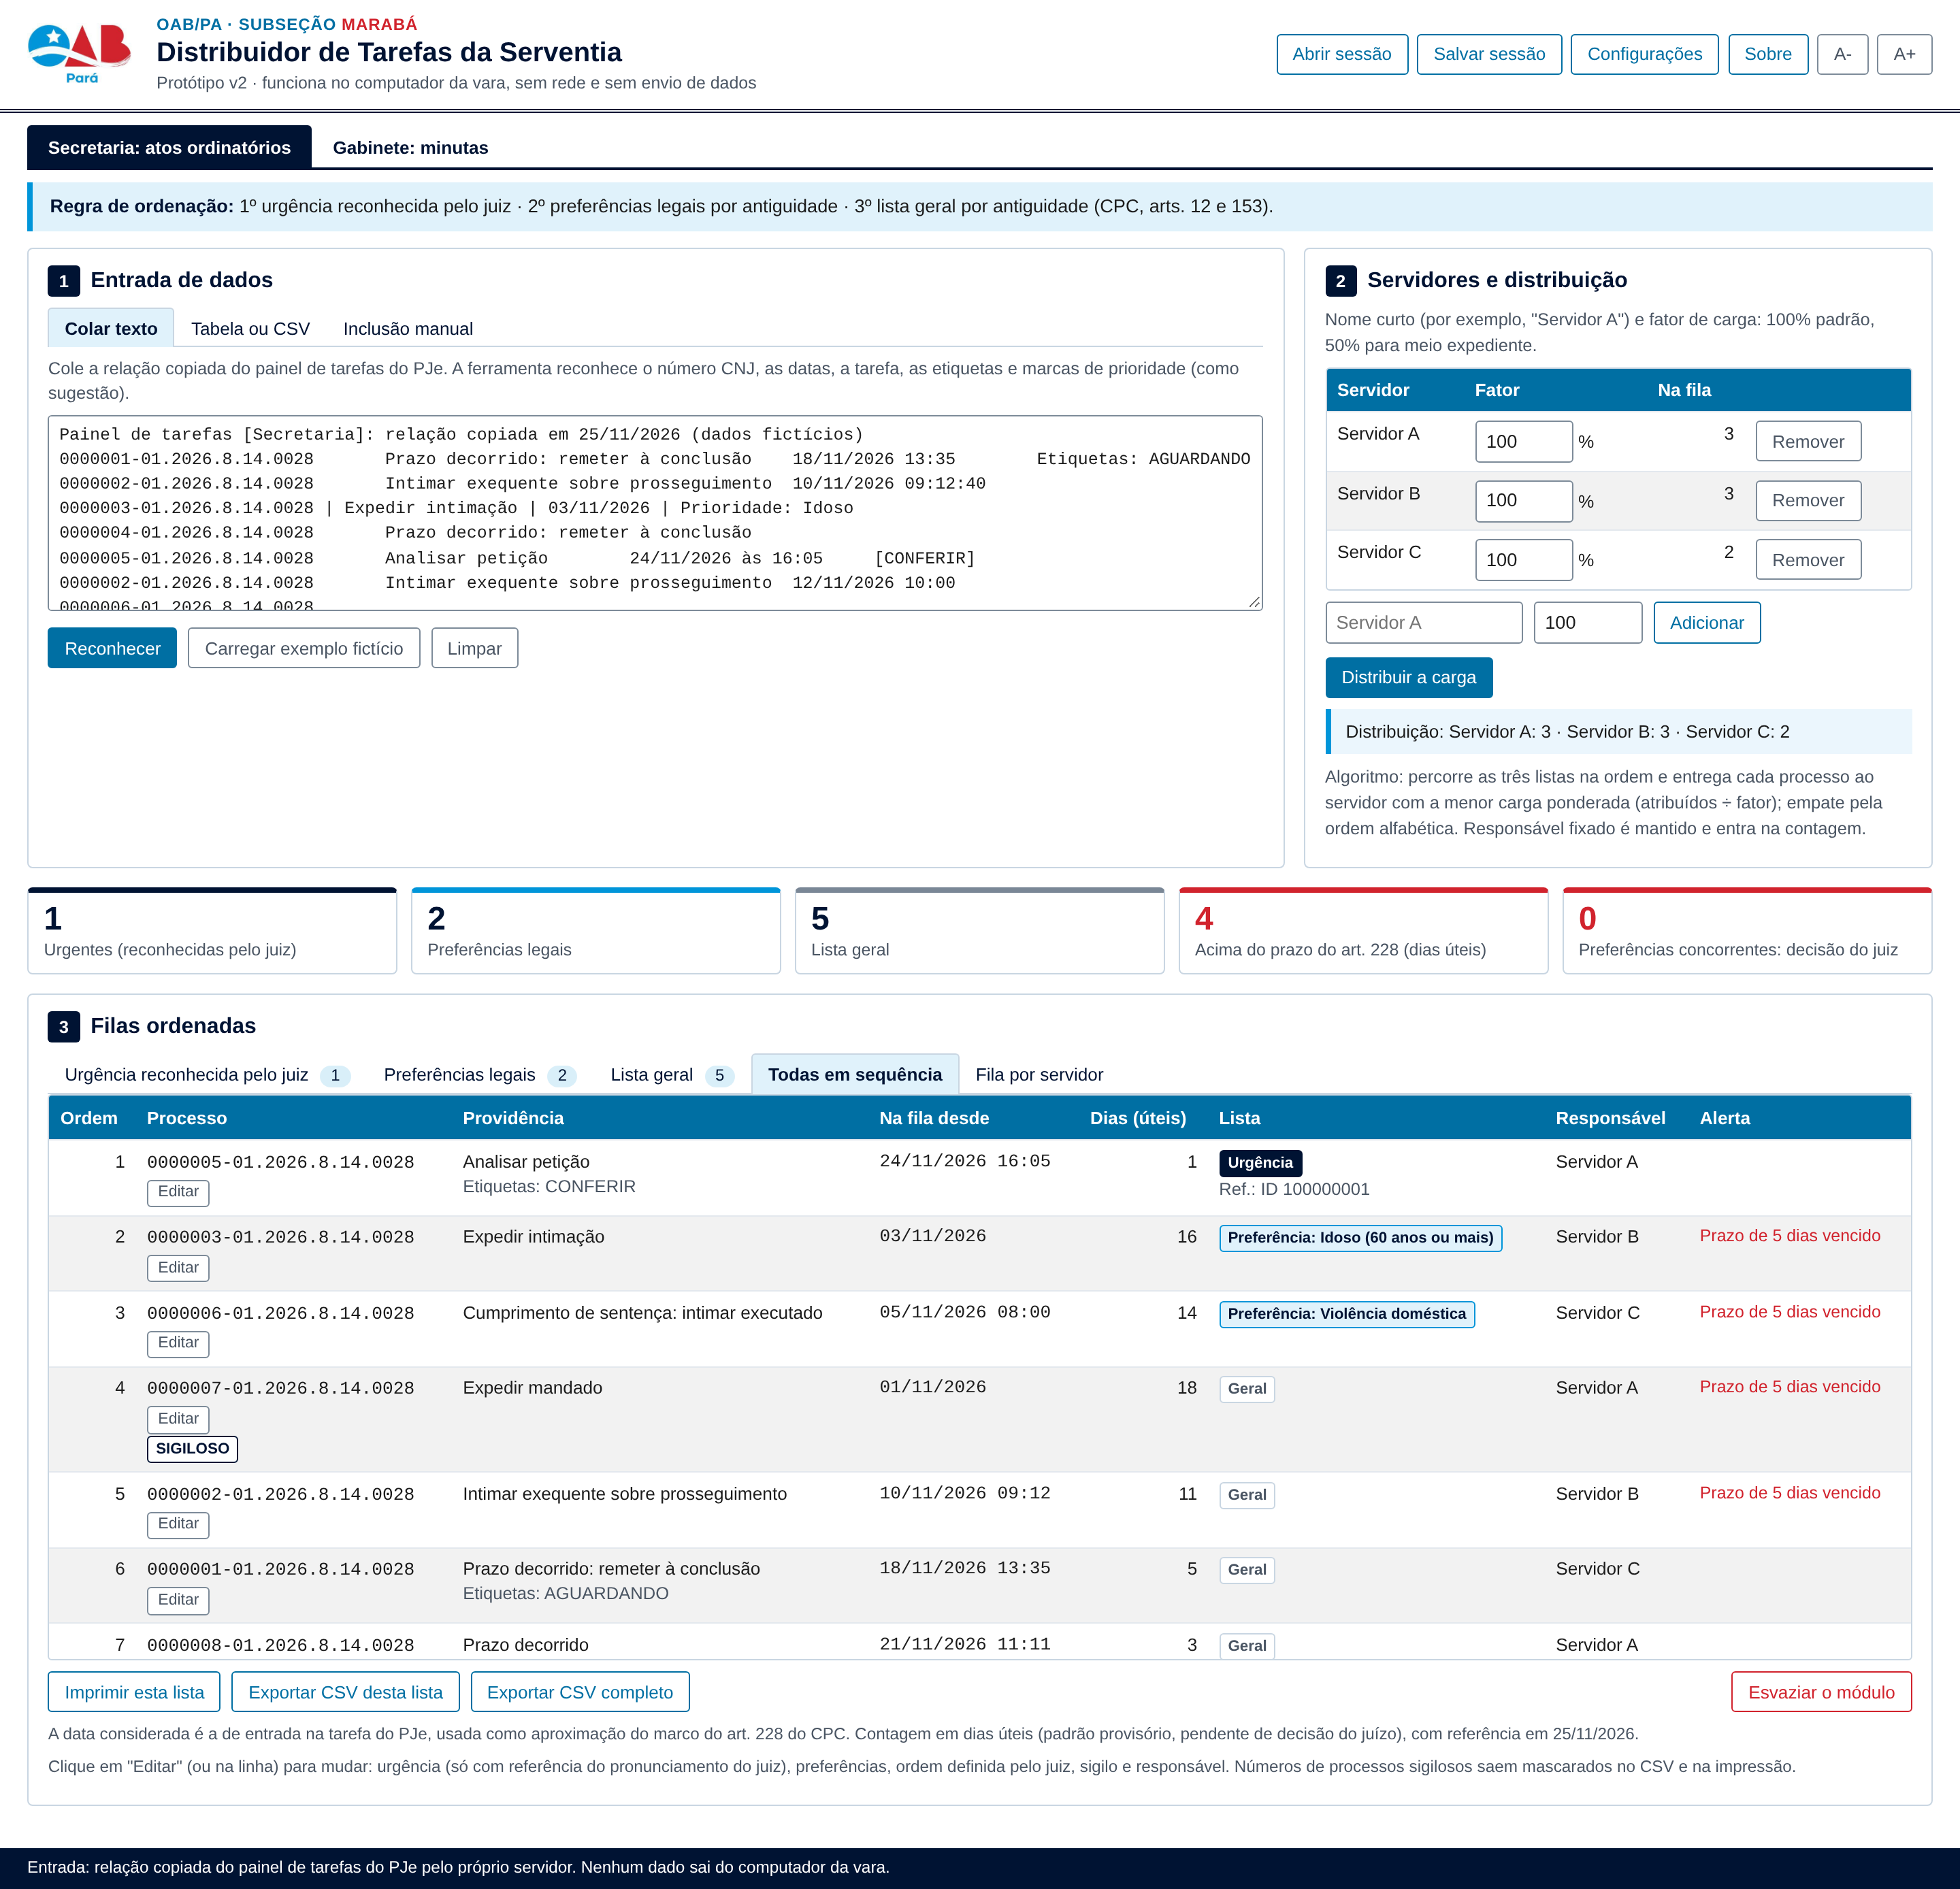 OAB
Pará
OAB/PA · SUBSEÇÃO MARABÁ
Distribuidor de Tarefas da Serventia
Protótipo v2 · funciona no computador da vara, sem rede e sem envio de dados
Abrir sessão
Salvar sessão
Configurações
Sobre
A-
A+
Secretaria: atos ordinatórios
Gabinete: minutas
Regra de ordenação: 1º urgência reconhecida pelo juiz · 2º preferências legais por antiguidade · 3º lista geral por antiguidade (CPC, arts. 12 e 153).
1 Entrada de dados
Colar texto
Tabela ou CSV
Inclusão manual
Cole a relação copiada do painel de tarefas do PJe. A ferramenta reconhece o número CNJ, as datas, a tarefa, as etiquetas e marcas de prioridade (como
sugestão).
Painel de tarefas [Secretaria]: relação copiada em 25/11/2026 (dados fictícios)
0000001-01.2026.8.14.0028 Prazo decorrido: remeter à conclusão 18/11/2026 13:35 Etiquetas: AGUARDANDO
0000002-01.2026.8.14.0028 Intimar exequente sobre prosseguimento 10/11/2026 09:12:40
0000003-01.2026.8.14.0028 | Expedir intimação | 03/11/2026 | Prioridade: Idoso
0000004-01.2026.8.14.0028 Prazo decorrido: remeter à conclusão
0000005-01.2026.8.14.0028 Analisar petição 24/11/2026 às 16:05 [CONFERIR]
0000002-01.2026.8.14.0028 Intimar exequente sobre prosseguimento 12/11/2026 10:00
0000006-01.2026.8.14.0028
Reconhecer
Carregar exemplo fictício
Limpar
2 Servidores e distribuição
Nome curto (por exemplo, "Servidor A") e fator de carga: 100% padrão,
50% para meio expediente.
Servidor Fator Na fila
Servidor A 100 % 3 Remover
Servidor B 100 % 3 Remover
Servidor C 100 % 2 Remover
Servidor A 100 Adicionar
Distribuir a carga
Distribuição: Servidor A: 3 · Servidor B: 3 · Servidor C: 2
Algoritmo: percorre as três listas na ordem e entrega cada processo ao
servidor com a menor carga ponderada (atribuídos ÷ fator); empate pela
ordem alfabética. Responsável fixado é mantido e entra na contagem.
1
Urgentes (reconhecidas pelo juiz)
2
Preferências legais
5
Lista geral
4
Acima do prazo do art. 228 (dias úteis)
0
Preferências concorrentes: decisão do juiz
3 Filas ordenadas
Urgência reconhecida pelo juiz 1
Preferências legais 2
Lista geral 5
Todas em sequência
Fila por servidor
Ordem Processo Providência Na fila desde Dias (úteis) Lista Responsável Alerta
1 0000005-01.2026.8.14.0028 Analisar petição 24/11/2026 16:05 1 Urgência Servidor A
Editar Etiquetas: CONFERIR Ref.: ID 100000001
2 0000003-01.2026.8.14.0028 Expedir intimação 03/11/2026 16 Preferência: Idoso (60 anos ou mais) Servidor B Prazo de 5 dias vencido
Editar
3 0000006-01.2026.8.14.0028 Cumprimento de sentença: intimar executado 05/11/2026 08:00 14 Preferência: Violência doméstica Servidor C Prazo de 5 dias vencido
Editar
4 0000007-01.2026.8.14.0028 Expedir mandado 01/11/2026 18 Geral Servidor A Prazo de 5 dias vencido
Editar
SIGILOSO
5 0000002-01.2026.8.14.0028 Intimar exequente sobre prosseguimento 10/11/2026 09:12 11 Geral Servidor B Prazo de 5 dias vencido
Editar
6 0000001-01.2026.8.14.0028 Prazo decorrido: remeter à conclusão 18/11/2026 13:35 5 Geral Servidor C
Editar Etiquetas: AGUARDANDO
7 0000008-01.2026.8.14.0028 Prazo decorrido 21/11/2026 11:11 3 Geral Servidor A
Imprimir esta lista
Exportar CSV desta lista
Exportar CSV completo
Esvaziar o módulo
A data considerada é a de entrada na tarefa do PJe, usada como aproximação do marco do art. 228 do CPC. Contagem em dias úteis (padrão provisório, pendente de decisão do juízo), com referência em 25/11/2026.
Clique em "Editar" (ou na linha) para mudar: urgência (só com referência do pronunciamento do juiz), preferências, ordem definida pelo juiz, sigilo e responsável. Números de processos sigilosos saem mascarados no CSV e na impressão.
Entrada: relação copiada do painel de tarefas do PJe pelo próprio servidor. Nenhum dado sai do computador da vara.